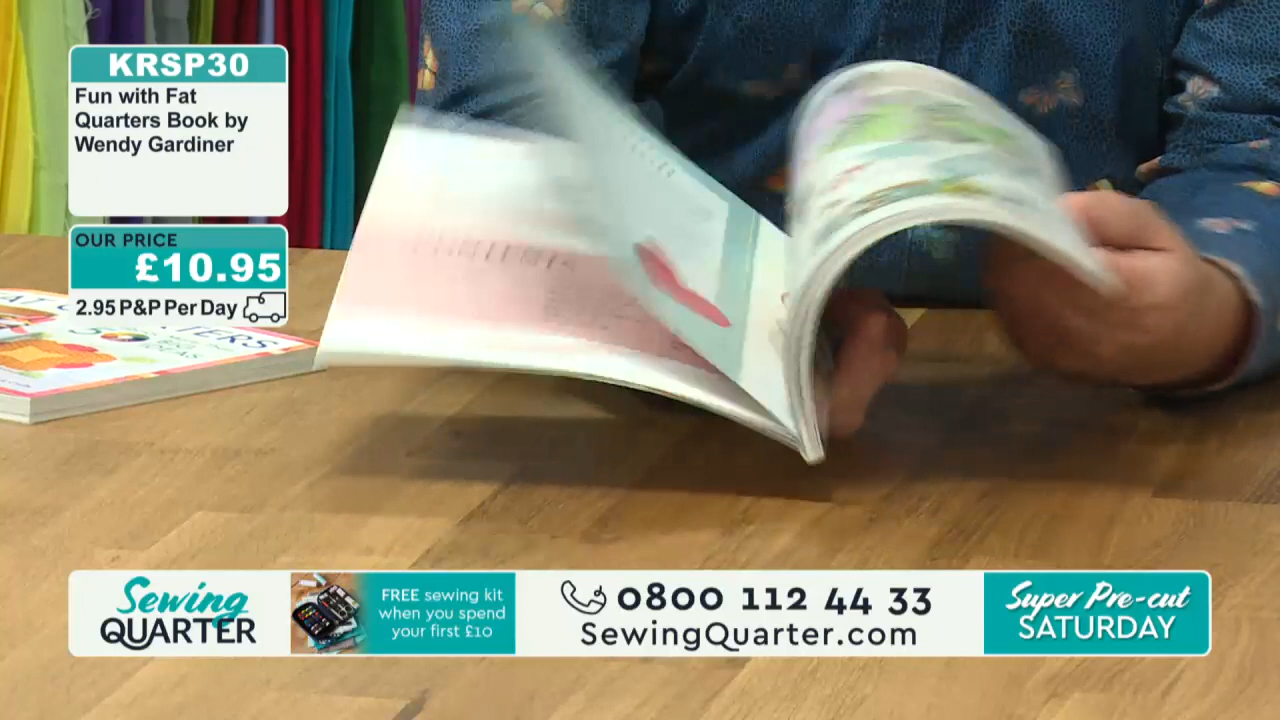 KRSP30
Fun with Fat
Quarters Book by
Wendy Gardiner
OUR PRICE
£10.95
2.95 P&P Per Day
Sewing
QUARTER
FREE sewing kit
when you spend
your first £10
0800 112 44 33
SewingQuarter.com
Super Pre-cut
SATURDAY